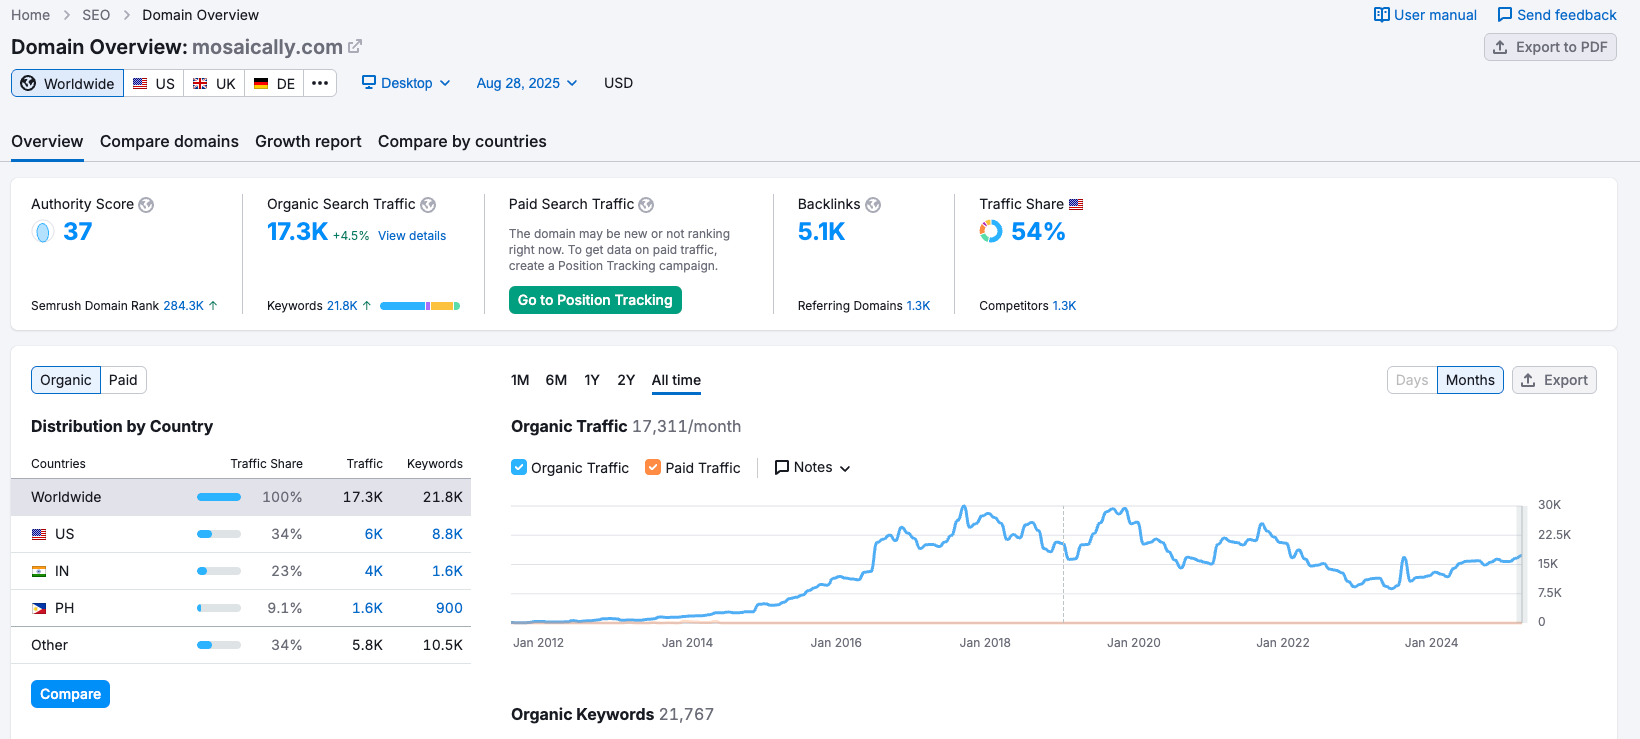 Home > SEO > Domain Overview
User manual
Send feedback
Domain Overview: mosaically.com
Export to PDF
Worldwide US UK DE •••
Desktop
Aug 28, 2025
USD
Overview Compare domains Growth report Compare by countries
Authority Score
37
Semrush Domain Rank 284.3K ↑
Organic Search Traffic
17.3K +4.5% View details
Keywords 21.8K ↑
Paid Search Traffic
The domain may be new or not ranking
right now. To get data on paid traffic,
create a Position Tracking campaign.
Go to Position Tracking
Backlinks
5.1K
Referring Domains 1.3K
Traffic Share
54%
Competitors 1.3K
Organic Paid
Distribution by Country
Countries Traffic Share Traffic Keywords
Worldwide 100% 17.3K 21.8K
US 34% 6K 8.8K
IN 23% 4K 1.6K
PH 9.1% 1.6K 900
Other 34% 5.8K 10.5K
Compare
1M 6M 1Y 2Y All time
Days Months
Export
Organic Traffic 17,311/month
Organic Traffic Paid Traffic Notes
30K
22.5K
15K
7.5K
0
Jan 2012 Jan 2014 Jan 2016 Jan 2018 Jan 2020 Jan 2022 Jan 2024
Organic Keywords 21,767